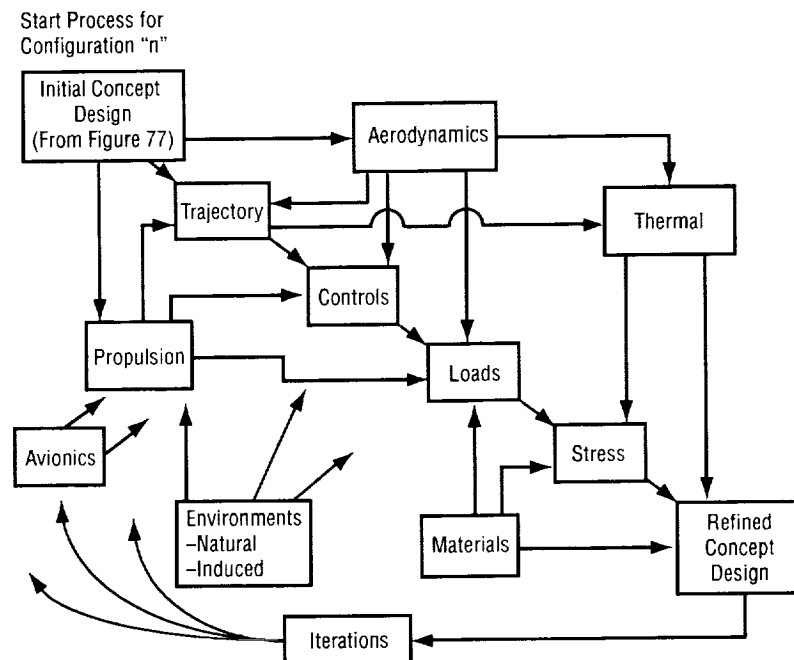 Start Process for
Configuration “n”
Initial Concept
Design
(From Figure 77)
Aerodynamics
Trajectory
Thermal
Controls
Propulsion
Loads
Avionics
Stress
Environments
–Natural
–Induced
Materials
Refined
Concept
Design
Iterations